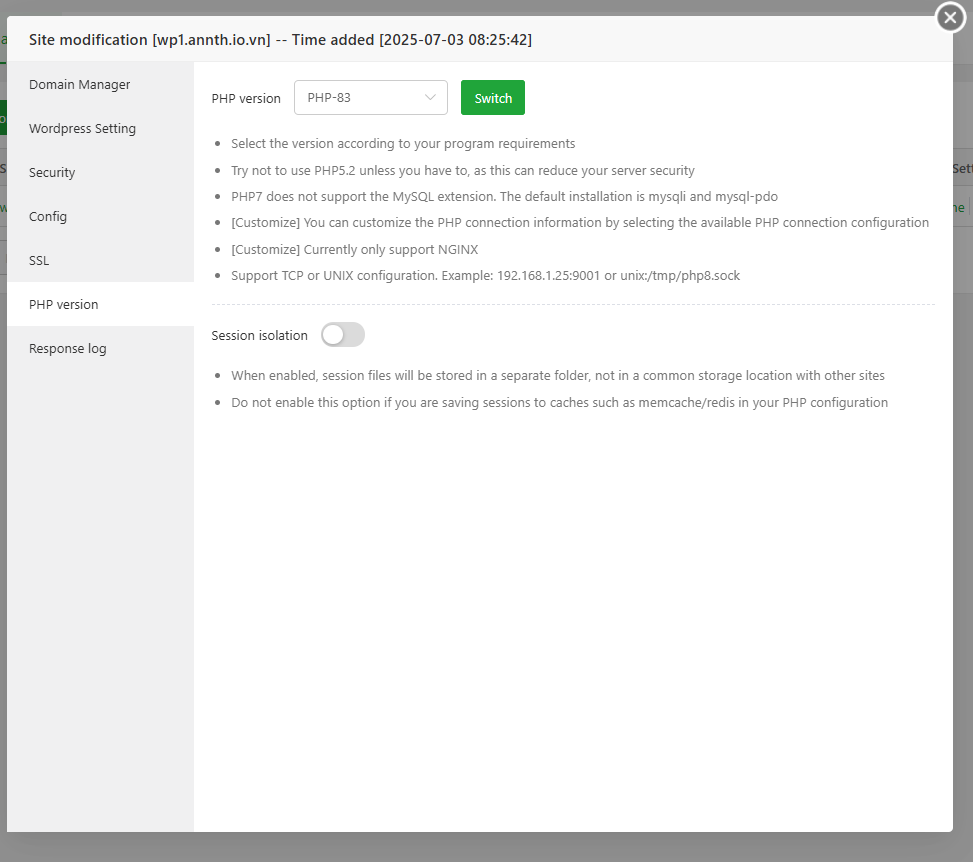 Site modification [wp1.annth.io.vn] -- Time added [2025-07-03 08:25:42]
Domain Manager
Wordpress Setting
Security
Config
SSL
PHP version
Response log
PHP version PHP-83 Switch
Select the version according to your program requirements
Try not to use PHP5.2 unless you have to, as this can reduce your server security
PHP7 does not support the MySQL extension. The default installation is mysqli and mysql-pdo
[Customize] You can customize the PHP connection information by selecting the available PHP connection configuration
[Customize] Currently only support NGINX
Support TCP or UNIX configuration. Example: 192.168.1.25:9001 or unix:/tmp/php8.sock
Session isolation
When enabled, session files will be stored in a separate folder, not in a common storage location with other sites
Do not enable this option if you are saving sessions to caches such as memcache/redis in your PHP configuration